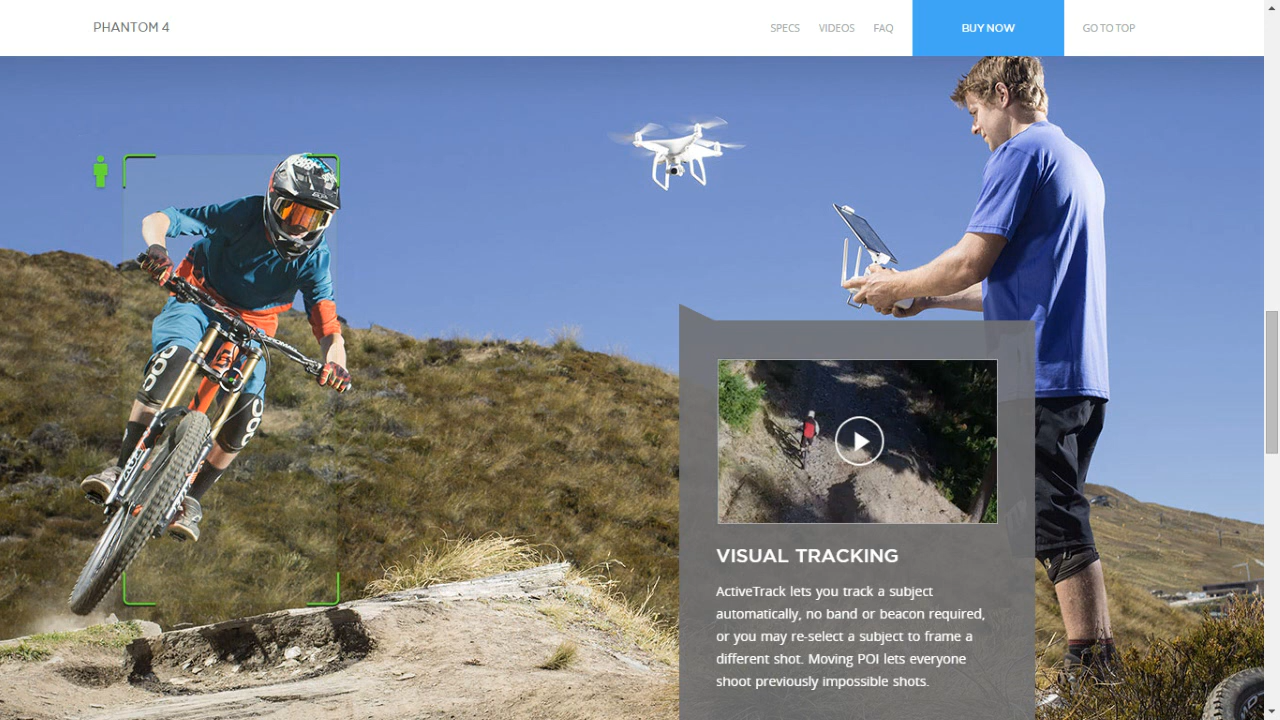 PHANTOM 4
SPECS
VIDEOS
FAQ
BUY NOW
GO TO TOP
VISUAL TRACKING
ActiveTrack lets you track a subject
automatically, no band or beacon required,
or you may re-select a subject to frame a
different shot. Moving POI lets everyone
shoot previously impossible shots.